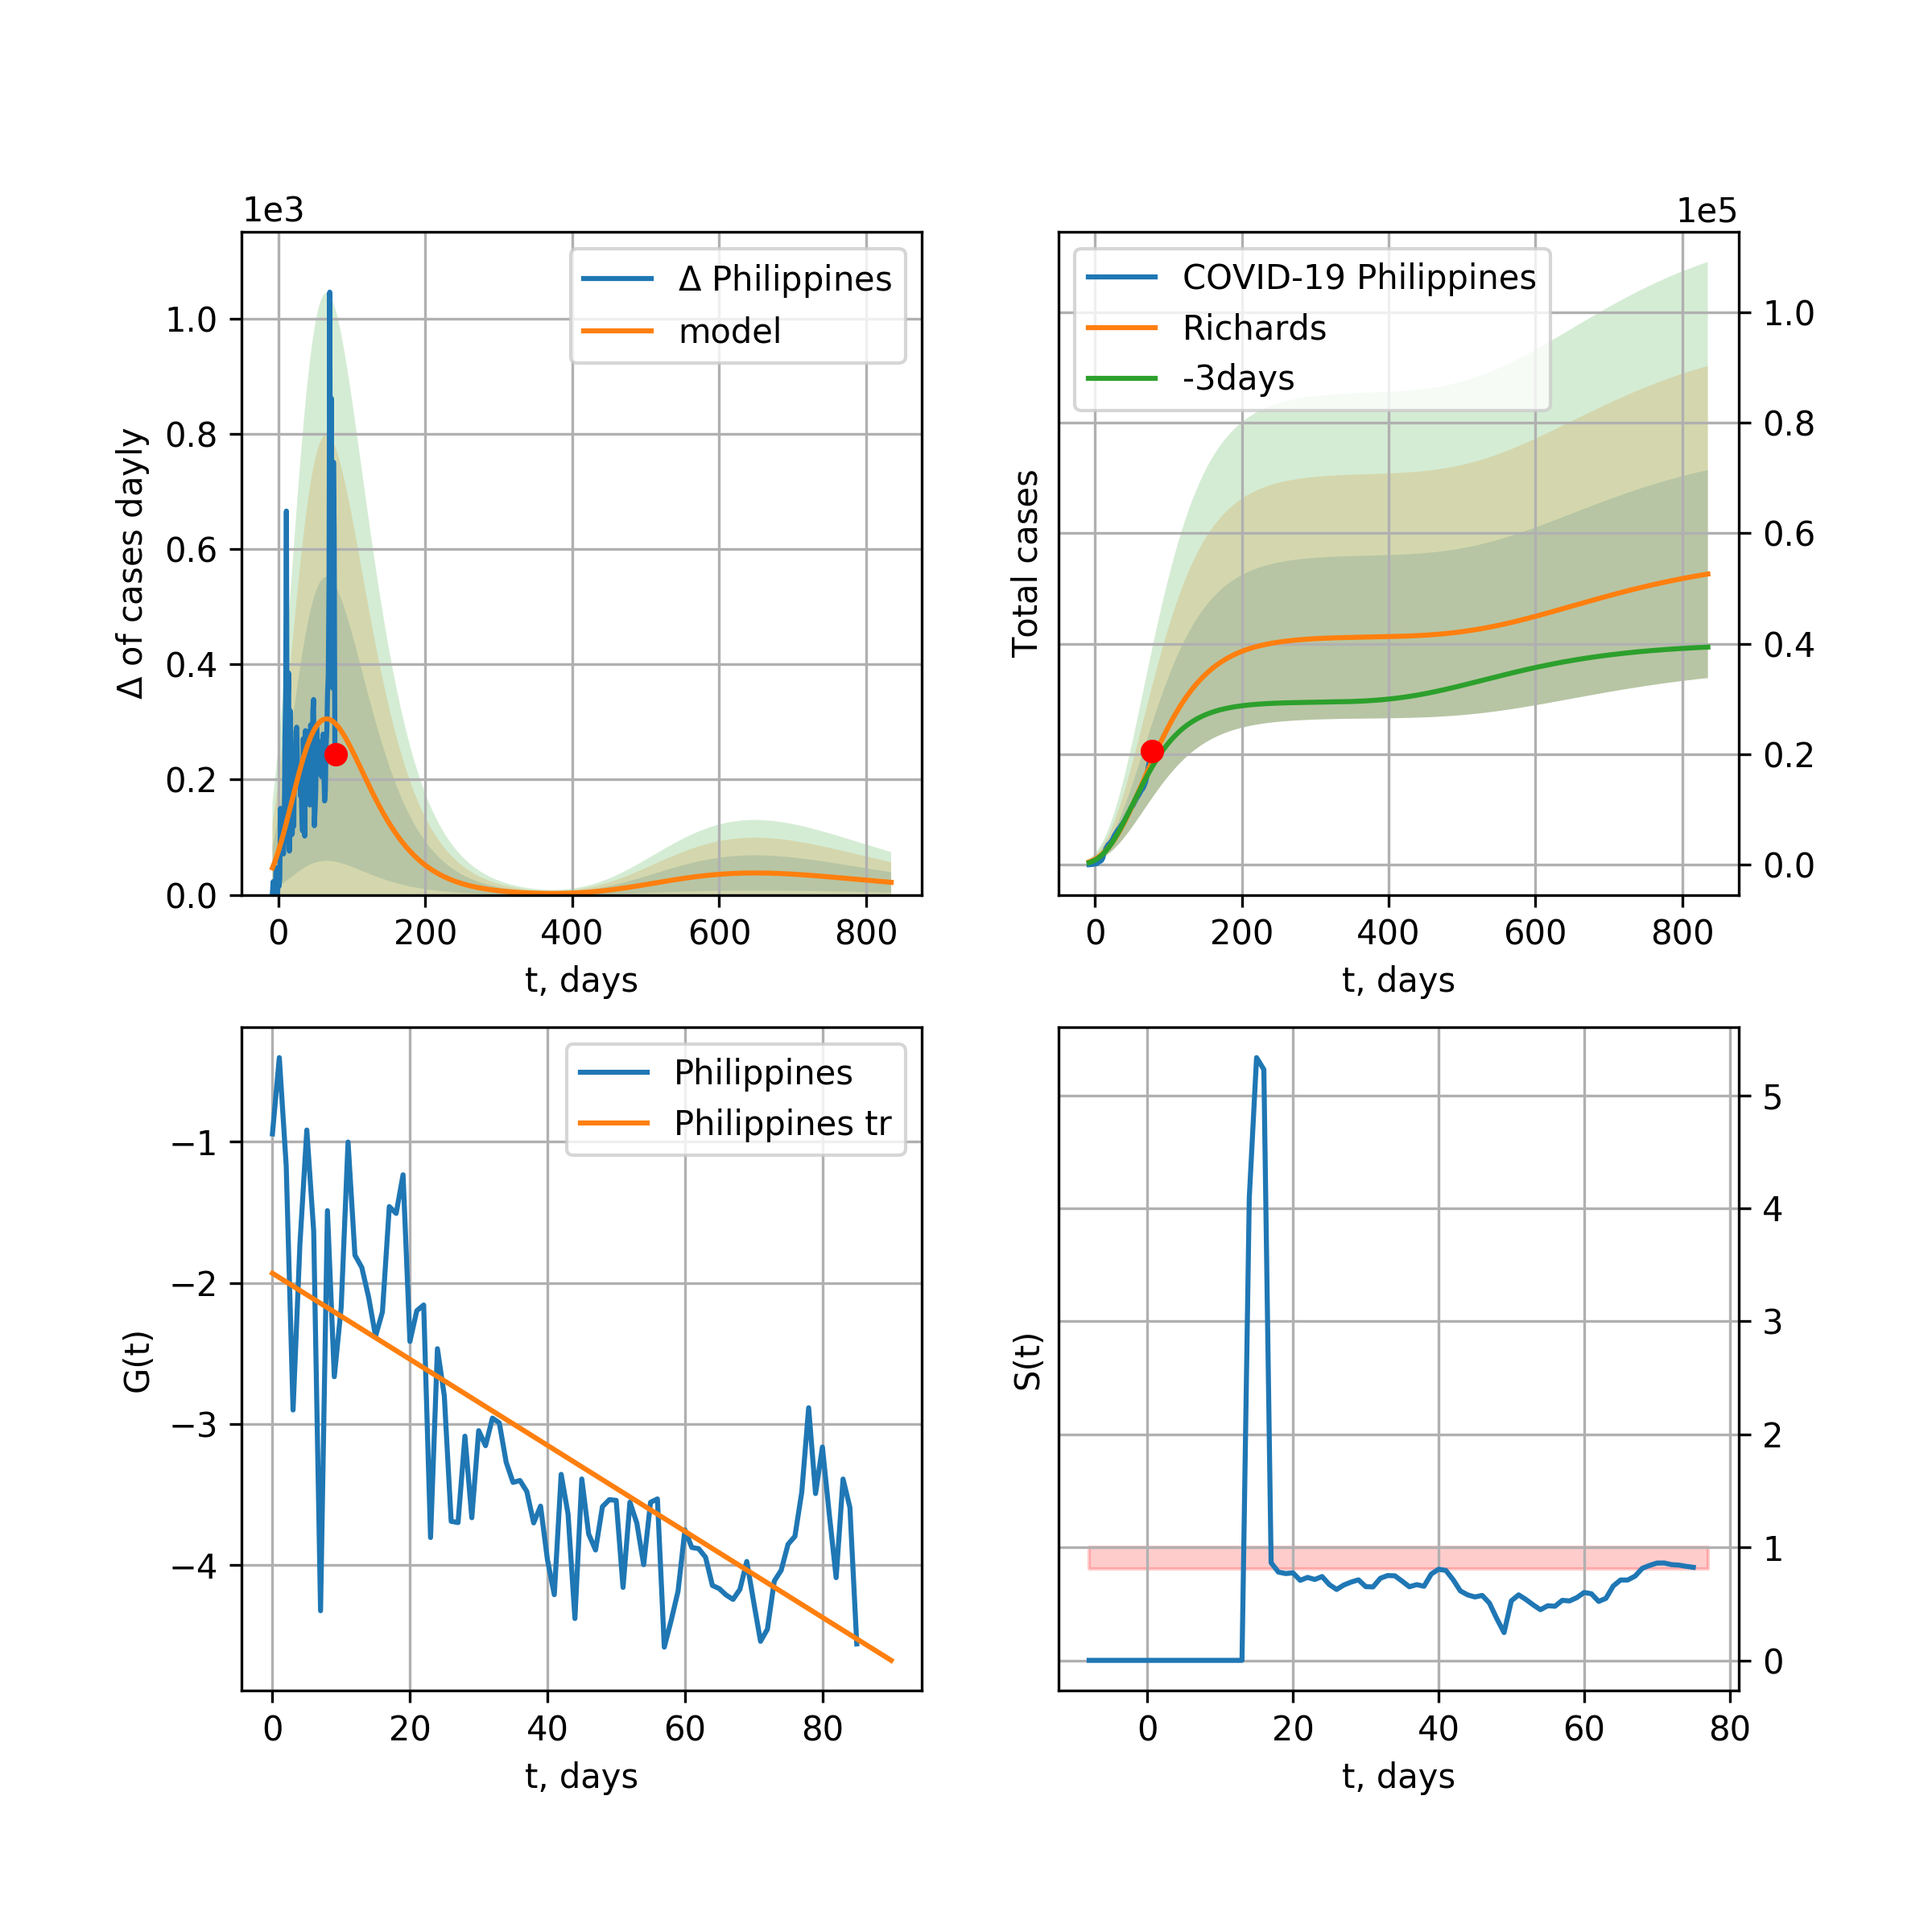 1e3
Δ Philippines
model
1.0
0.8
0.6
0.4
0.2
0.0
Δ of cases dayly
0 200 400 600 800
t, days
1e5
COVID-19 Philippines
Richards
-3days
1.0
0.8
0.6
0.4
0.2
0.0
Total cases
0 200 400 600 800
t, days
Philippines
Philippines tr
−1
−2
−3
−4
G(t)
0 20 40 60 80
t, days
5
4
3
2
1
0
S(t)
0 20 40 60 80
t, days